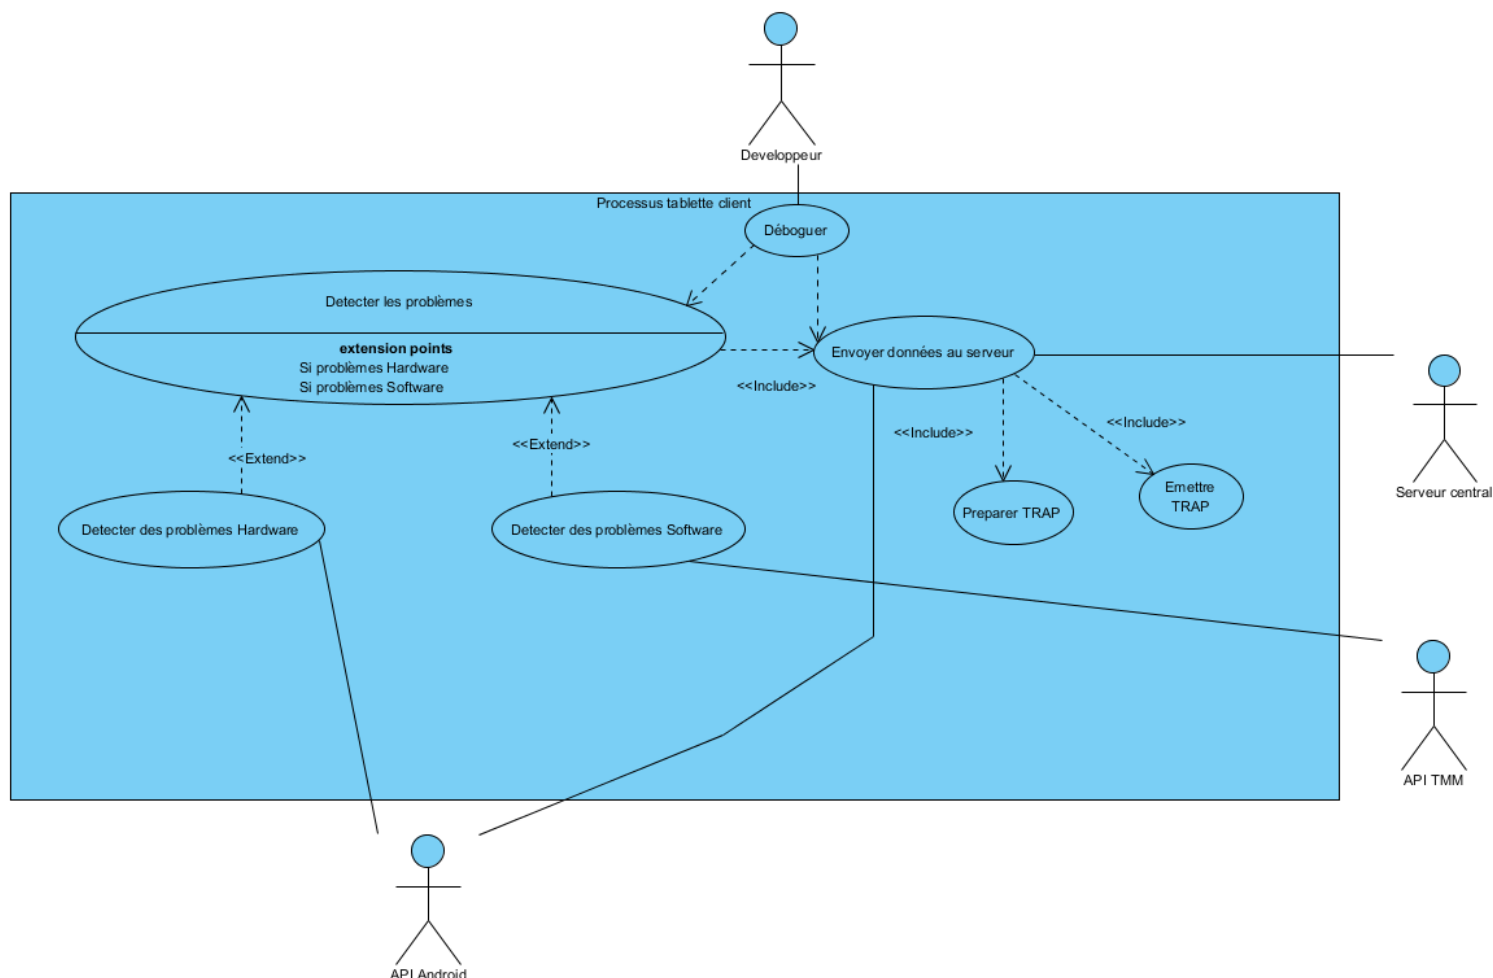 Developpeur
Processus tablette client
Déboguer
Detecter les problèmes
extension points
Si problèmes Hardware
Si problèmes Software
Envoyer données au serveur
<<Include>>
<<Include>>
<<Include>>
<<Extend>>
<<Extend>>
Detecter des problèmes Hardware
Detecter des problèmes Software
Preparer TRAP
Emettre
TRAP
Serveur central
API TMM
API Android